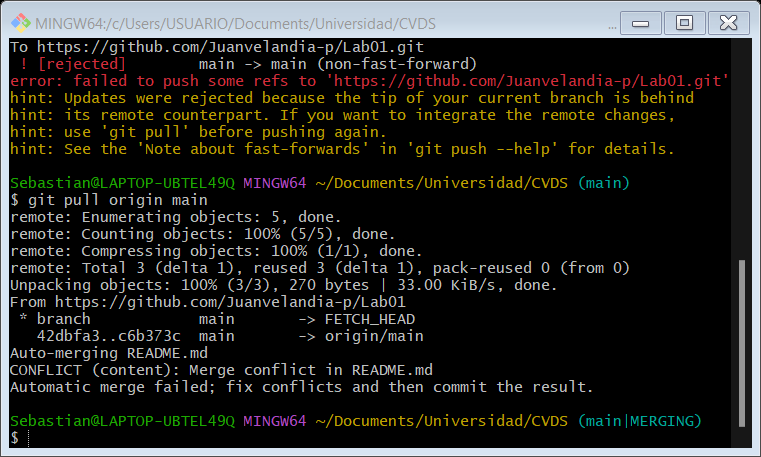 MINGW64:/c/Users/USUARIO/Documents/Universidad/CVDS ...
To https://github.com/Juanvelandia-p/Lab01.git
 ! [rejected]        main -> main (non-fast-forward)
error: failed to push some refs to 'https://github.com/Juanvelandia-p/Lab01.git'
hint: Updates were rejected because the tip of your current branch is behind
hint: its remote counterpart. If you want to integrate the remote changes,
hint: use 'git pull' before pushing again.
hint: See the 'Note about fast-forwards' in 'git push --help' for details.
Sebastian@LAPTOP-UBTEL49Q MINGW64 ~/Documents/Universidad/CVDS (main)
$ git pull origin main
remote: Enumerating objects: 5, done.
remote: Counting objects: 100% (5/5), done.
remote: Compressing objects: 100% (1/1), done.
remote: Total 3 (delta 1), reused 3 (delta 1), pack-reused 0 (from 0)
Unpacking objects: 100% (3/3), 270 bytes | 33.00 KiB/s, done.
From https://github.com/Juanvelandia-p/Lab01
 * branch            main       -> FETCH_HEAD
   42dbfa3..c6b373c  main       -> origin/main
Auto-merging README.md
CONFLICT (content): Merge conflict in README.md
Automatic merge failed; fix conflicts and then commit the result.
Sebastian@LAPTOP-UBTEL49Q MINGW64 ~/Documents/Universidad/CVDS (main|MERGING)
$